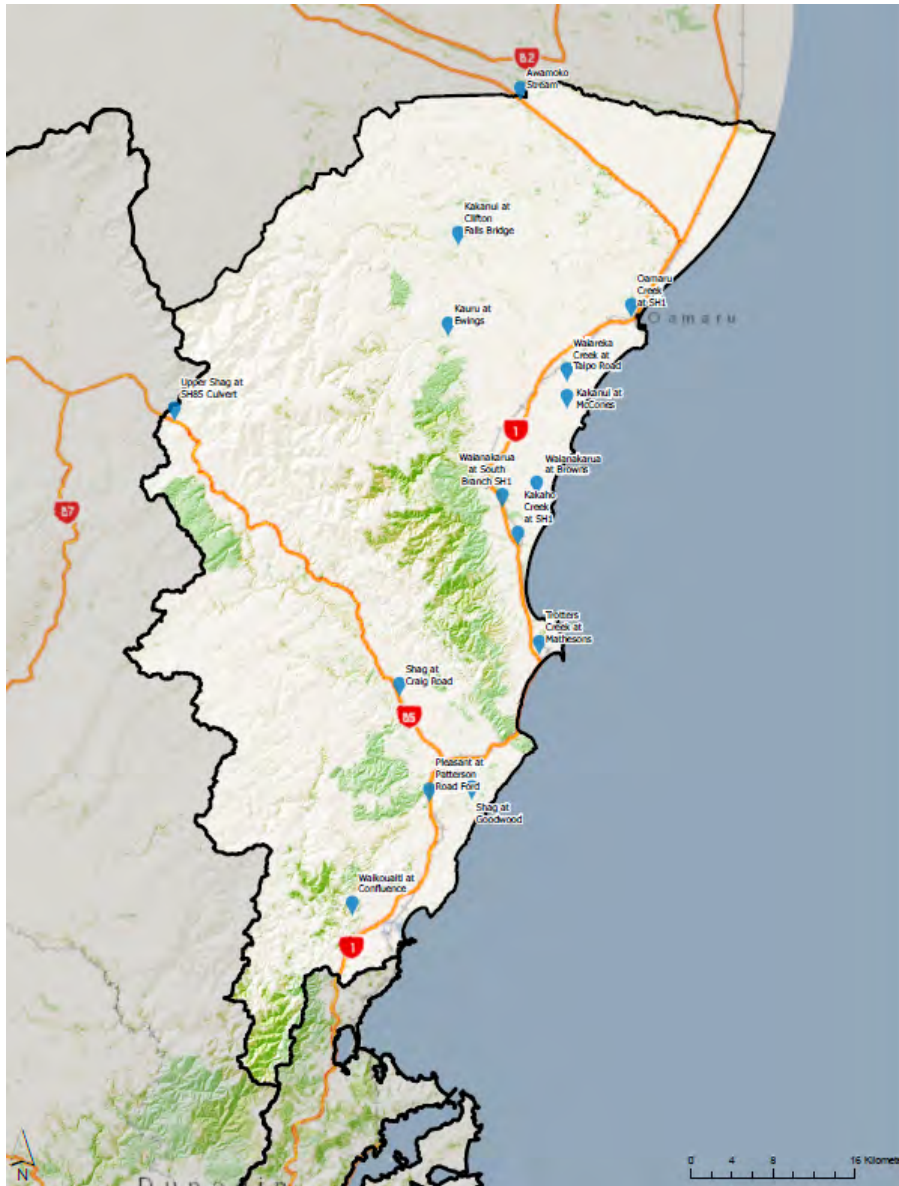 82
Awamoko
Stream
Kakanui at
Clifton
Falls Bridge
Oamaru
Creek
at SH1
Oamaru
Kauru at
Ewings
Waiareka
Creek at
Taipo Road
Upper Shag at
SH85 Culvert
Kakanui at
McCones
1
Waianakarua
at South
Branch SH1
Waianakarua
at Browns
87
Kakaho
Creek
at SH1
Trotters
Creek at
Mathesons
Shag at
Craig Road
85
Pleasant at
Patterson
Road Ford
Shag at
Goodwood
Waikouaiti at
Confluence
1
N
0 4 8 16 Kilomet